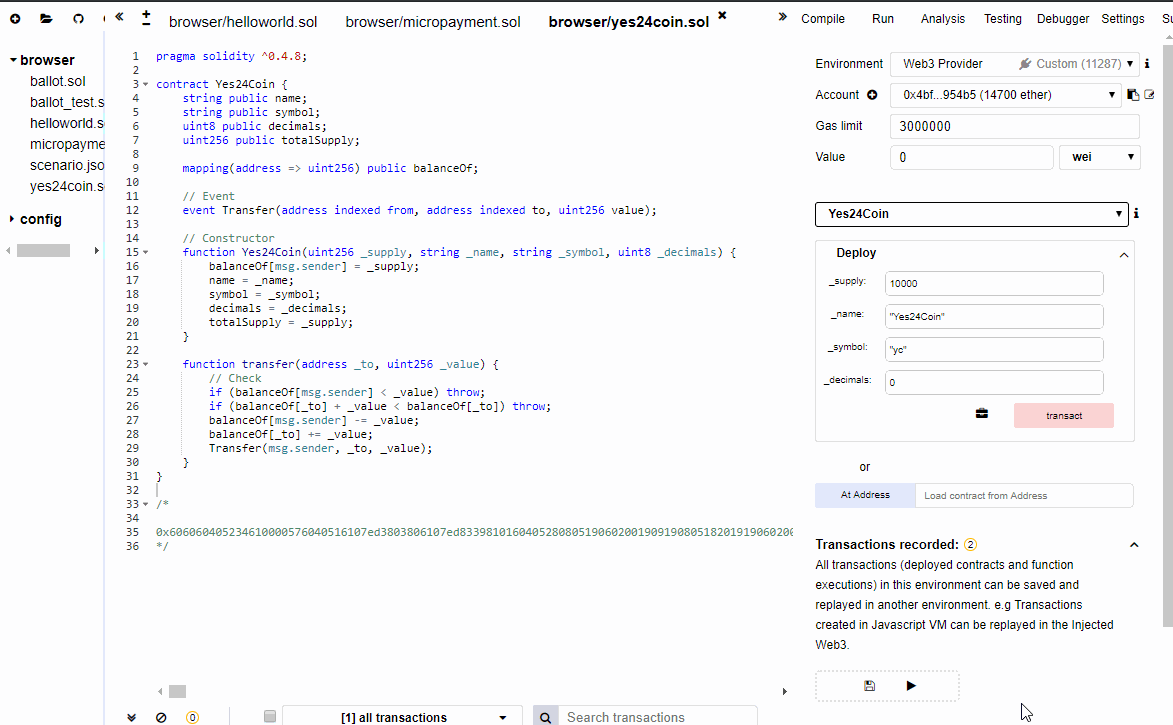 browser/helloworld.sol browser/micropayment.sol browser/yes24coin.sol
Compile Run Analysis Testing Debugger Settings Su
browser
ballot.sol
ballot_test.s
helloworld.s
micropayme
scenario.jso
yes24coin.s
config
1 pragma solidity ^0.4.8;
2
3 contract Yes24Coin {
4 string public name;
5 string public symbol;
6 uint8 public decimals;
7 uint256 public totalSupply;
8
9 mapping(address => uint256) public balanceOf;
10
11 // Event
12 event Transfer(address indexed from, address indexed to, uint256 value);
13
14 // Constructor
15 function Yes24Coin(uint256 _supply, string _name, string _symbol, uint8 _decimals) {
16 balanceOf[msg.sender] = _supply;
17 name = _name;
18 symbol = _symbol;
19 decimals = _decimals;
20 totalSupply = _supply;
21 }
22
23 function transfer(address _to, uint256 _value) {
24 // Check
25 if (balanceOf[msg.sender] < _value) throw;
26 if (balanceOf[_to] + _value < balanceOf[_to]) throw;
27 balanceOf[msg.sender] -= _value;
28 balanceOf[_to] += _value;
29 Transfer(msg.sender, _to, _value);
30 }
31 }
32
33 /*
34
35 0x6060604052346100005760405161​07ed3803806107ed833981016040528080519060200190919080518201919060200
36 */
0
[1] all transactions
Search transactions
Environment Web3 Provider Custom (11287)
Account 0x4bf...954b5 (14700 ether)
Gas limit 3000000
Value 0 wei
Yes24Coin
Deploy
_supply: 10000
_name: "Yes24Coin"
_symbol: "yc"
_decimals: 0
transact
or
At Address Load contract from Address
Transactions recorded: 2
All transactions (deployed contracts and function
executions) in this environment can be saved and
replayed in another environment. e.g Transactions
created in Javascript VM can be replayed in the Injected
Web3.